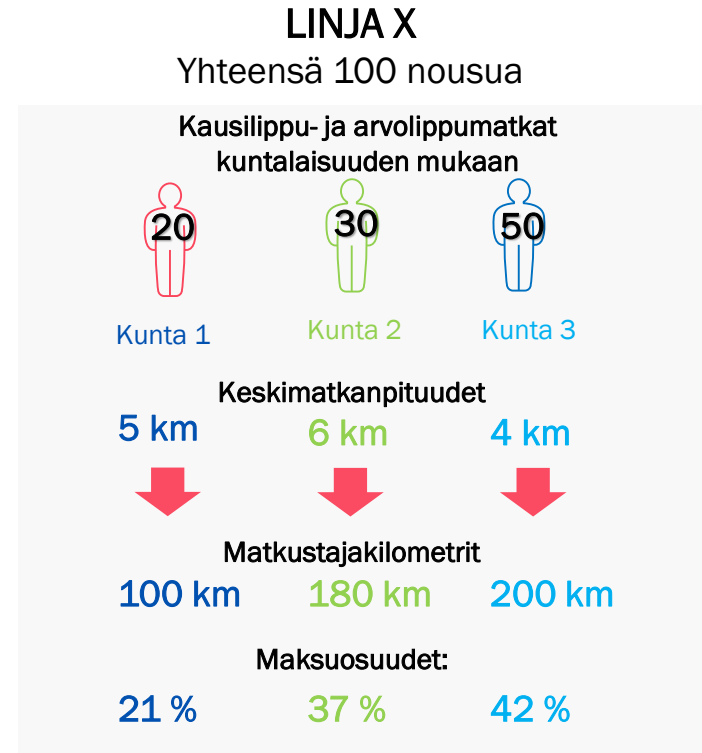 LINJA X
Yhteensä 100 nousua
Kausilippu- ja arvolippumatkat
kuntalaisuuden mukaan
20 30 50
Kunta 1 Kunta 2 Kunta 3
Keskimatkanpituudet
5 km 6 km 4 km
Matkustajakilometrit
100 km 180 km 200 km
Maksuosuudet:
21 % 37 % 42 %